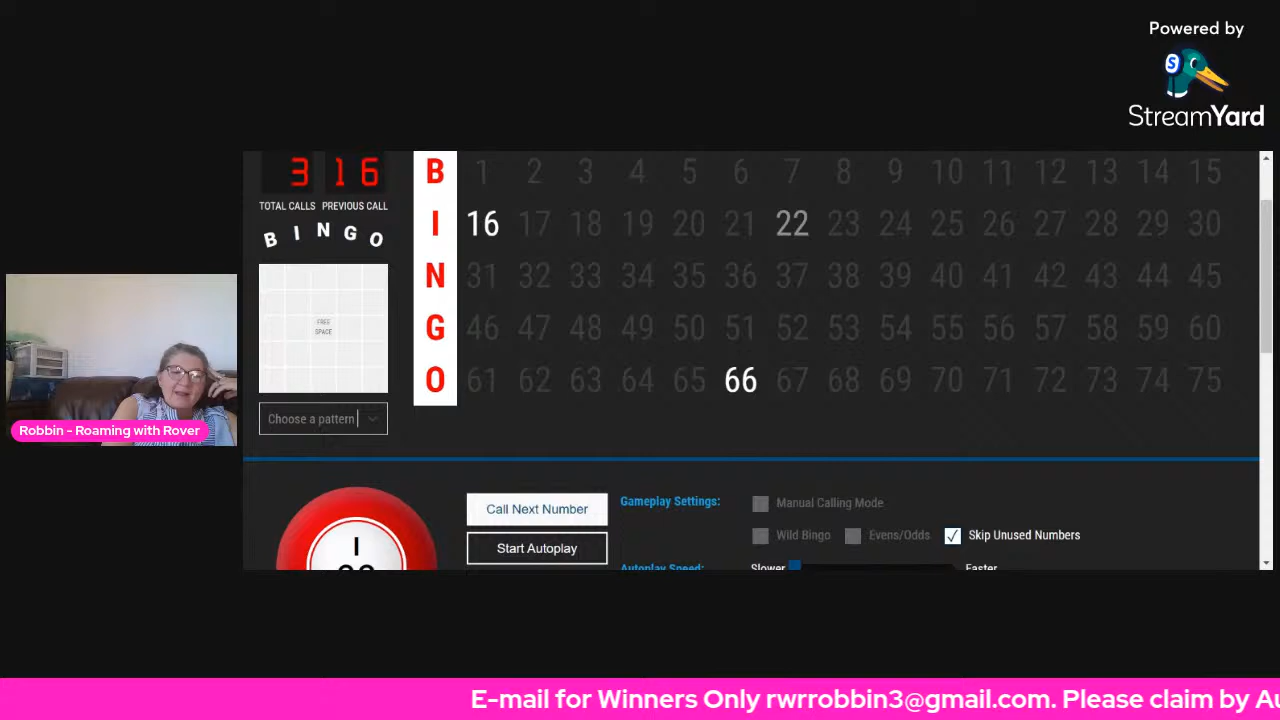 Powered by
StreamYard
3 16
TOTAL CALLS PREVIOUS CALL
BINGO
FREE
SPACE
Choose a pattern
B 1 2 3 4 5 6 7 8 9 10 11 12 13 14 15
I 16 17 18 19 20 21 22 23 24 25 26 27 28 29 30
N 31 32 33 34 35 36 37 38 39 40 41 42 43 44 45
G 46 47 48 49 50 51 52 53 54 55 56 57 58 59 60
O 61 62 63 64 65 66 67 68 69 70 71 72 73 74 75
Robbin - Roaming with Rover
I
Call Next Number
Start Autoplay
Gameplay Settings:
Manual Calling Mode
Wild Bingo Evens/Odds Skip Unused Numbers
Autoplay Speed: Slower Faster
E-mail for Winners Only rwrrobbin3@gmail.com. Please claim by